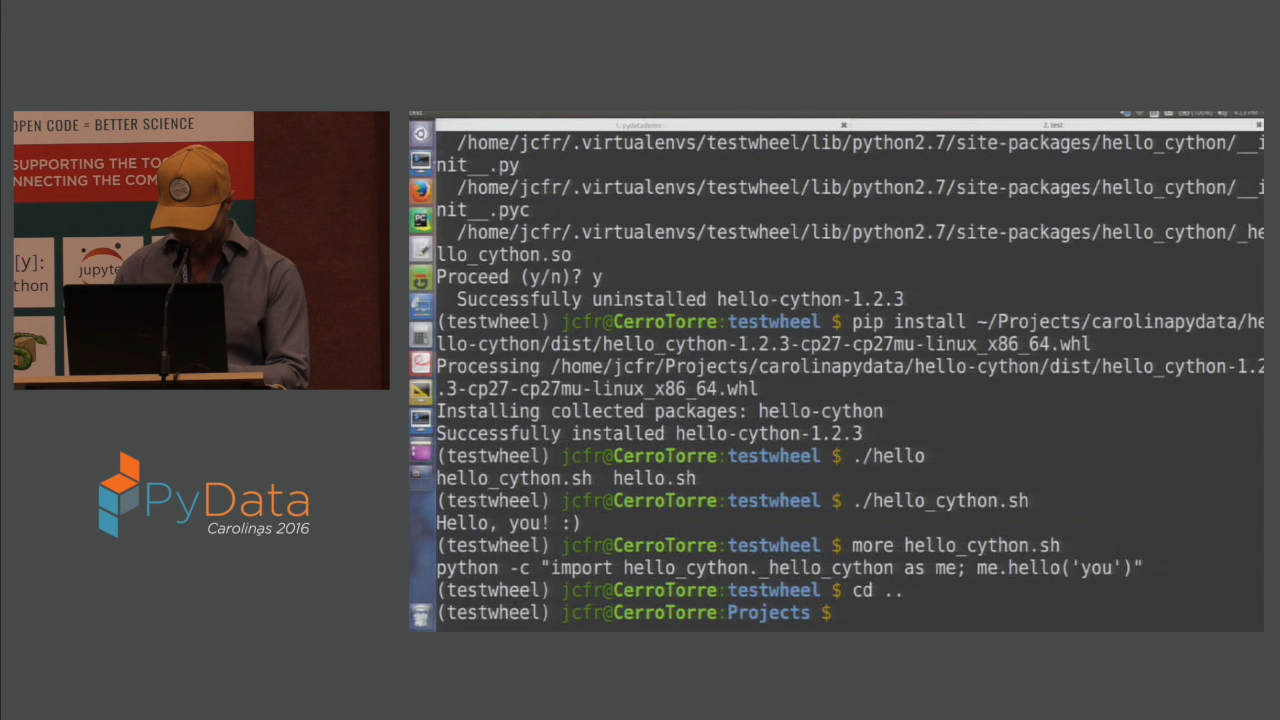 OPEN CODE = BETTER SCIENCE
SUPPORTING THE TOO
NNECTING THE COM
[y]:
thon
jupyte
PyData
Carolinas 2016
1. pydatademo
2. test
/home/jcfr/.virtualenvs/testwheel/lib/python2.7/site-packages/hello_cython/__i
nit__.py
/home/jcfr/.virtualenvs/testwheel/lib/python2.7/site-packages/hello_cython/__i
nit__.pyc
/home/jcfr/.virtualenvs/testwheel/lib/python2.7/site-packages/hello_cython/_he
llo_cython.so
Proceed (y/n)? y
Successfully uninstalled hello-cython-1.2.3
(testwheel) jcfr@CerroTorre:testwheel $ pip install ~/Projects/carolinapydata/he
llo-cython/dist/hello_cython-1.2.3-cp27-cp27mu-linux_x86_64.whl
Processing /home/jcfr/Projects/carolinapydata/hello-cython/dist/hello_cython-1.2
.3-cp27-cp27mu-linux_x86_64.whl
Installing collected packages: hello-cython
Successfully installed hello-cython-1.2.3
(testwheel) jcfr@CerroTorre:testwheel $ ./hello
hello_cython.sh  hello.sh
(testwheel) jcfr@CerroTorre:testwheel $ ./hello_cython.sh
Hello, you! :)
(testwheel) jcfr@CerroTorre:testwheel $ more hello_cython.sh
python -c "import hello_cython._hello_cython as me; me.hello('you')"
(testwheel) jcfr@CerroTorre:testwheel $ cd ..
(testwheel) jcfr@CerroTorre:Projects $